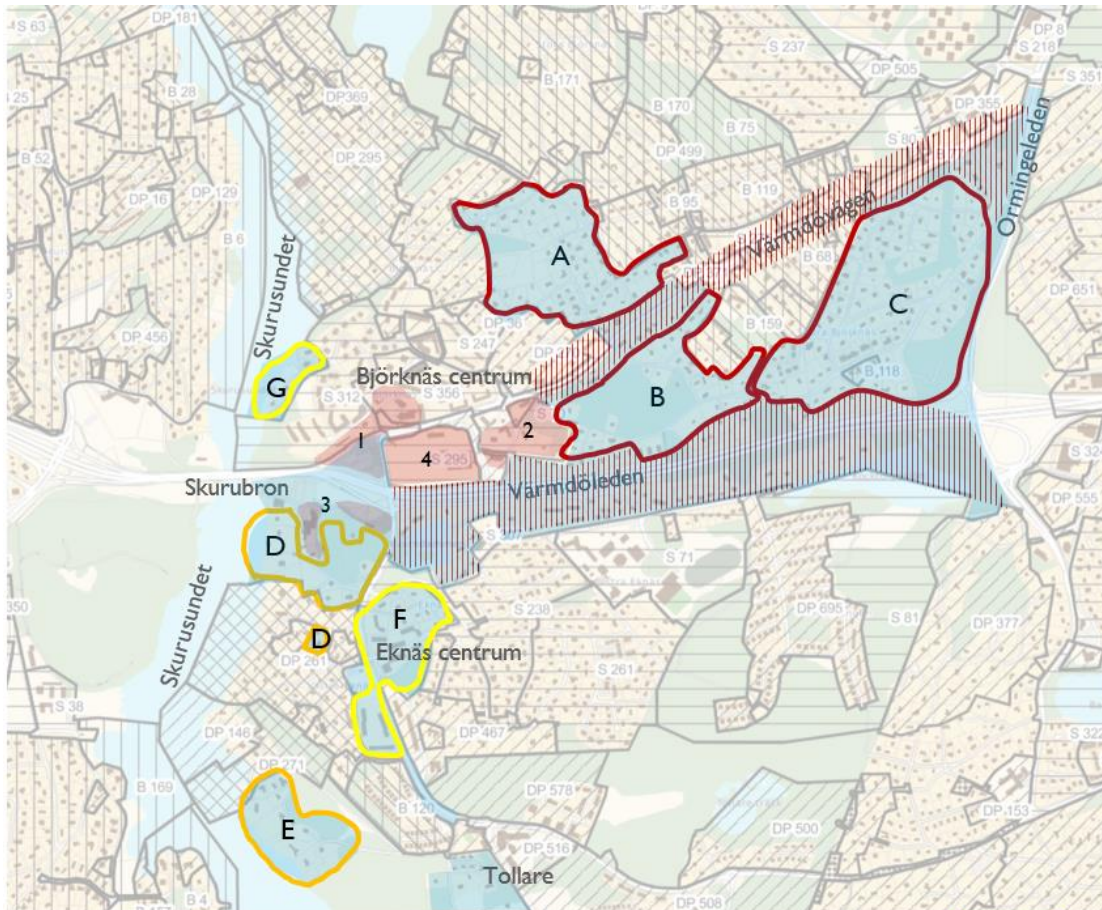 DP 181
S 63
DP 8
S 218
S 237
S 351
DP 505
B 171
B 28
DP369
B 25
B 170
DP 355
S 80
B 75
B 52
DP 295
DP 499
DP 129
B 119
DP 16
B 95
Ormingeleden
Värmdövägen
B 6
A
B 68
Skurusundet
DP 651
C
DP 36
S 247
B 159
DP 456
Björknäs centrum
B 118
G
S 312
S 356
B
1
2
4
S 295
S 324
Skurubron
Värmdöleden
3
DP 555
D
S 71
350
F
S 238
DP 695
S 81
DP 377
D
Eknäs centrum
Skurusundet
DP 261
S 261
S 38
DP 146
DP 467
S 322
DP 271
B 169
DP 578
B 120
DP 153
E
DP 500
DP 516
Tollare
B 4
DP 508